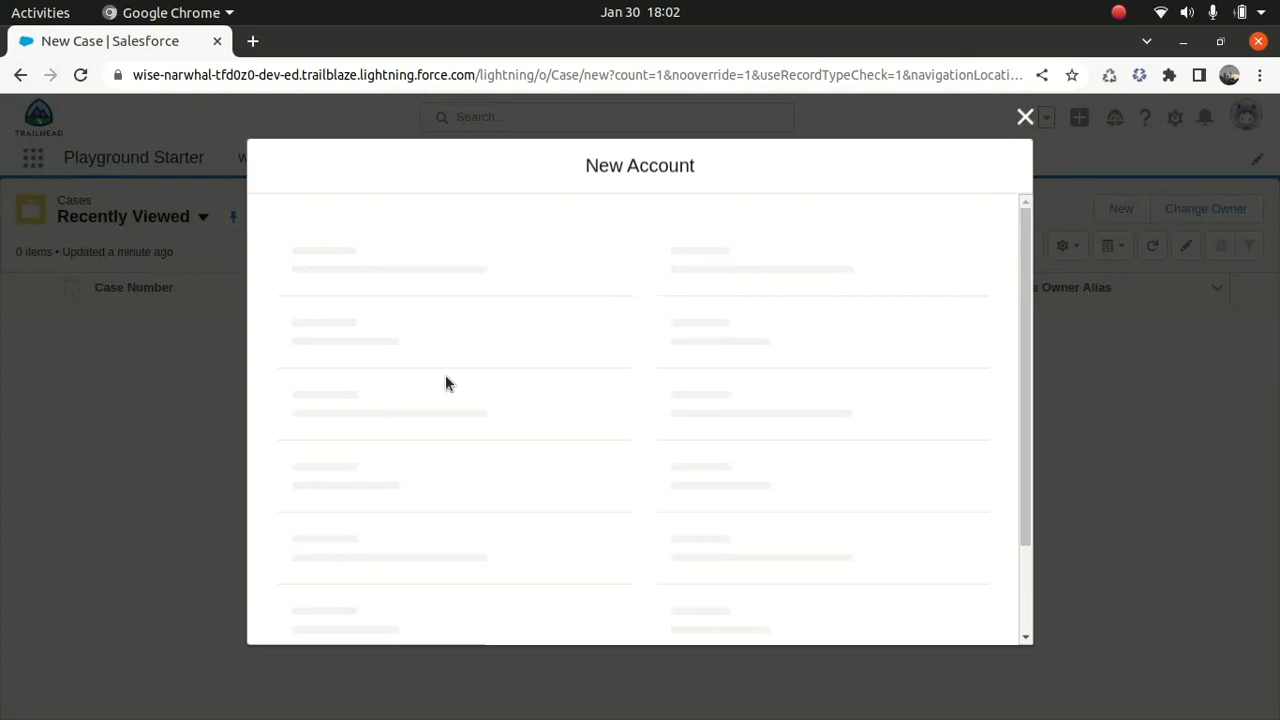 Activities
Google Chrome
Jan 30 18:02
New Case | Salesforce
wise-narwhal-tfd0z0-dev-ed.trailblaze.lightning.force.com/lightning/o/Case/new?count=1&nooverride=1&useRecordTypeCheck=1&navigationLocati...
TRAILHEAD
Search...
Playground Starter
New Account
Cases
Recently Viewed
New
Change Owner
0 items • Updated a minute ago
Case Number
Owner Alias